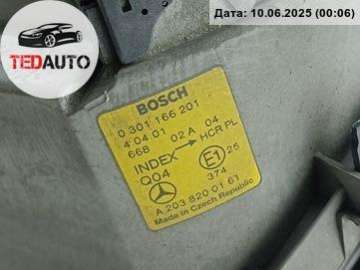 Дата: 10.06.2025 (00:06)
TEDAUTO
BOSCH
0 301 166 201
4 04 01
668 02 A 04
INDEX → HCR PL
Q04
E1 25
374
A 203 820 01 61
Made in Czech Republic